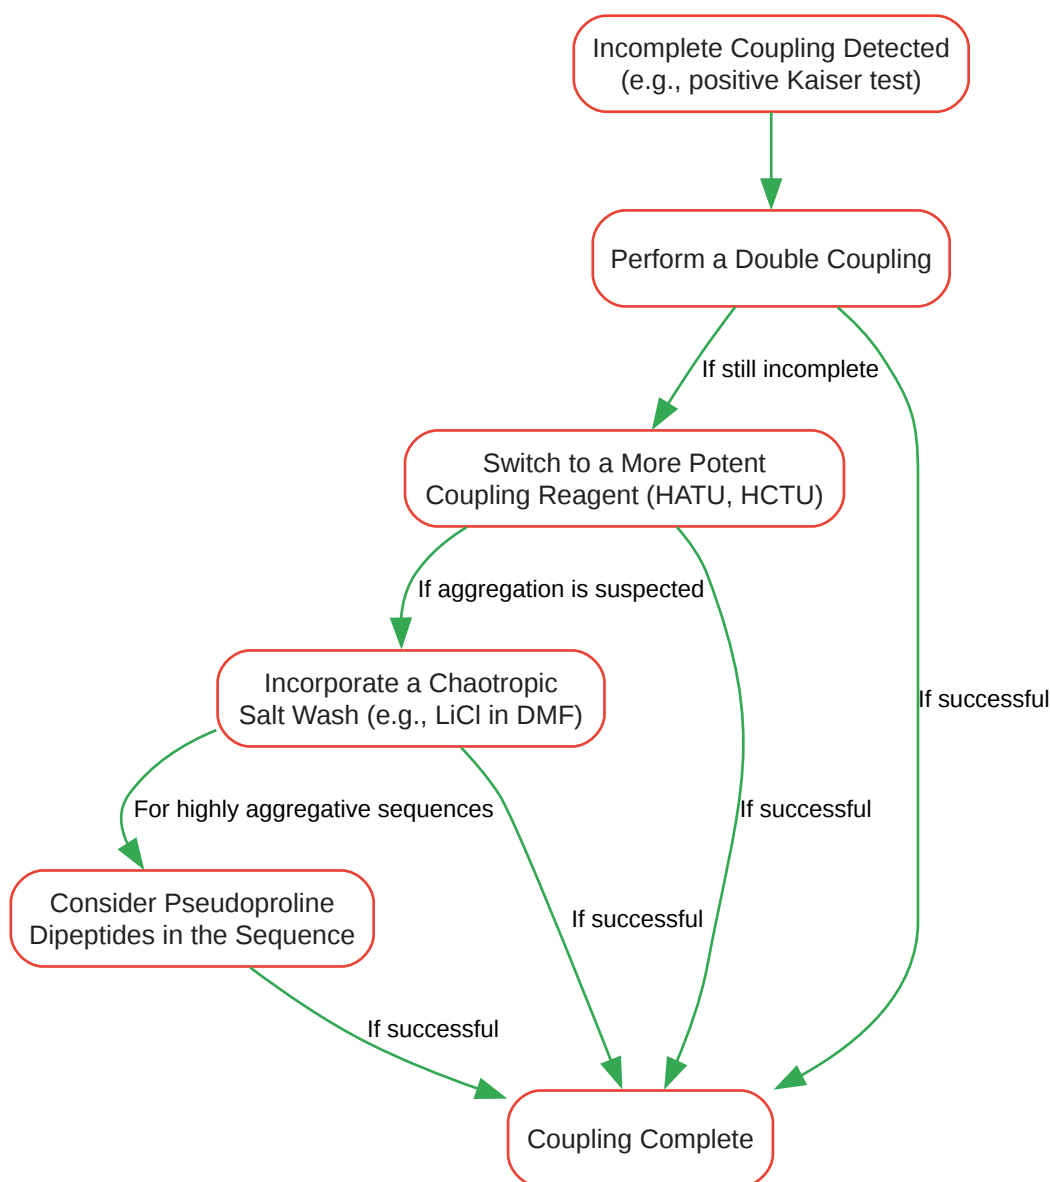 Incomplete Coupling Detected
(e.g., positive Kaiser test)
Perform a Double Coupling
If still incomplete
Switch to a More Potent
Coupling Reagent (HATU, HCTU)
If aggregation is suspected
Incorporate a Chaotropic
Salt Wash (e.g., LiCl in DMF)
If successful
For highly aggregative sequences
If successful
Consider Pseudoproline
Dipeptides in the Sequence
If successful
If successful
Coupling Complete